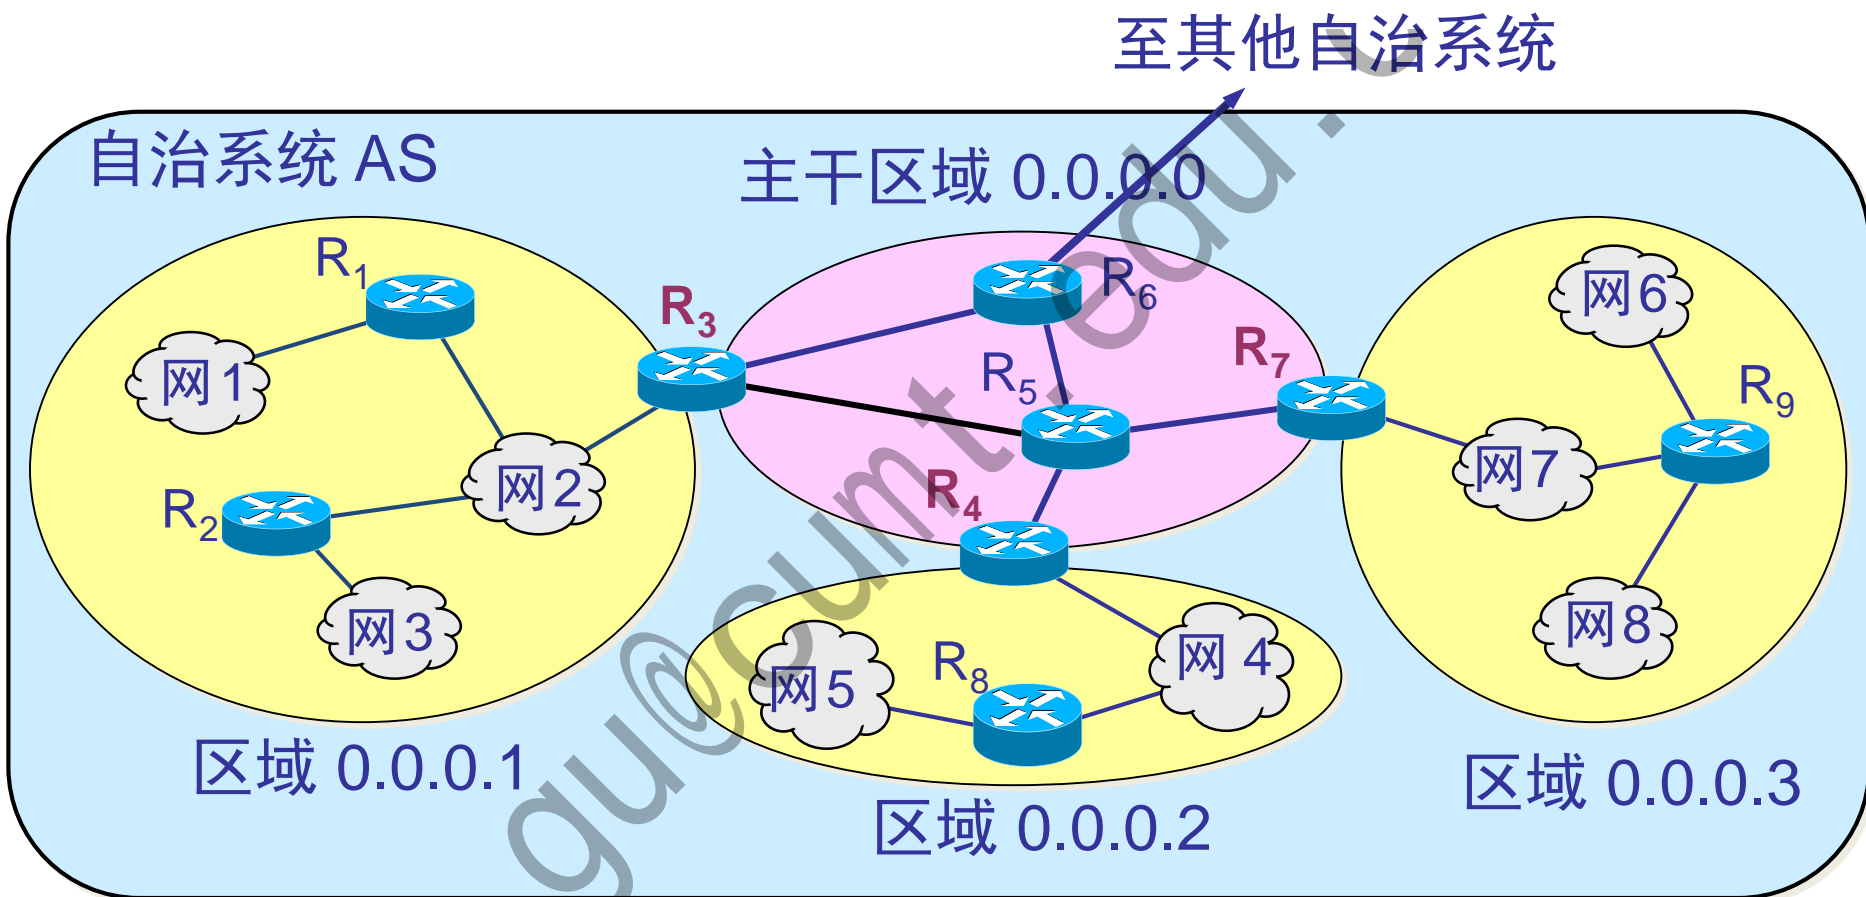 至其他自治系统
自治系统 AS
主干区域 0.0.0.0
R1
R3
R6
网6
网1
R5
R7
R9
网2
R2
R4
网7
网3
网5
R8
网 4
网8
区域 0.0.0.1
区域 0.0.0.2
区域 0.0.0.3
gu@cumt.edu.c